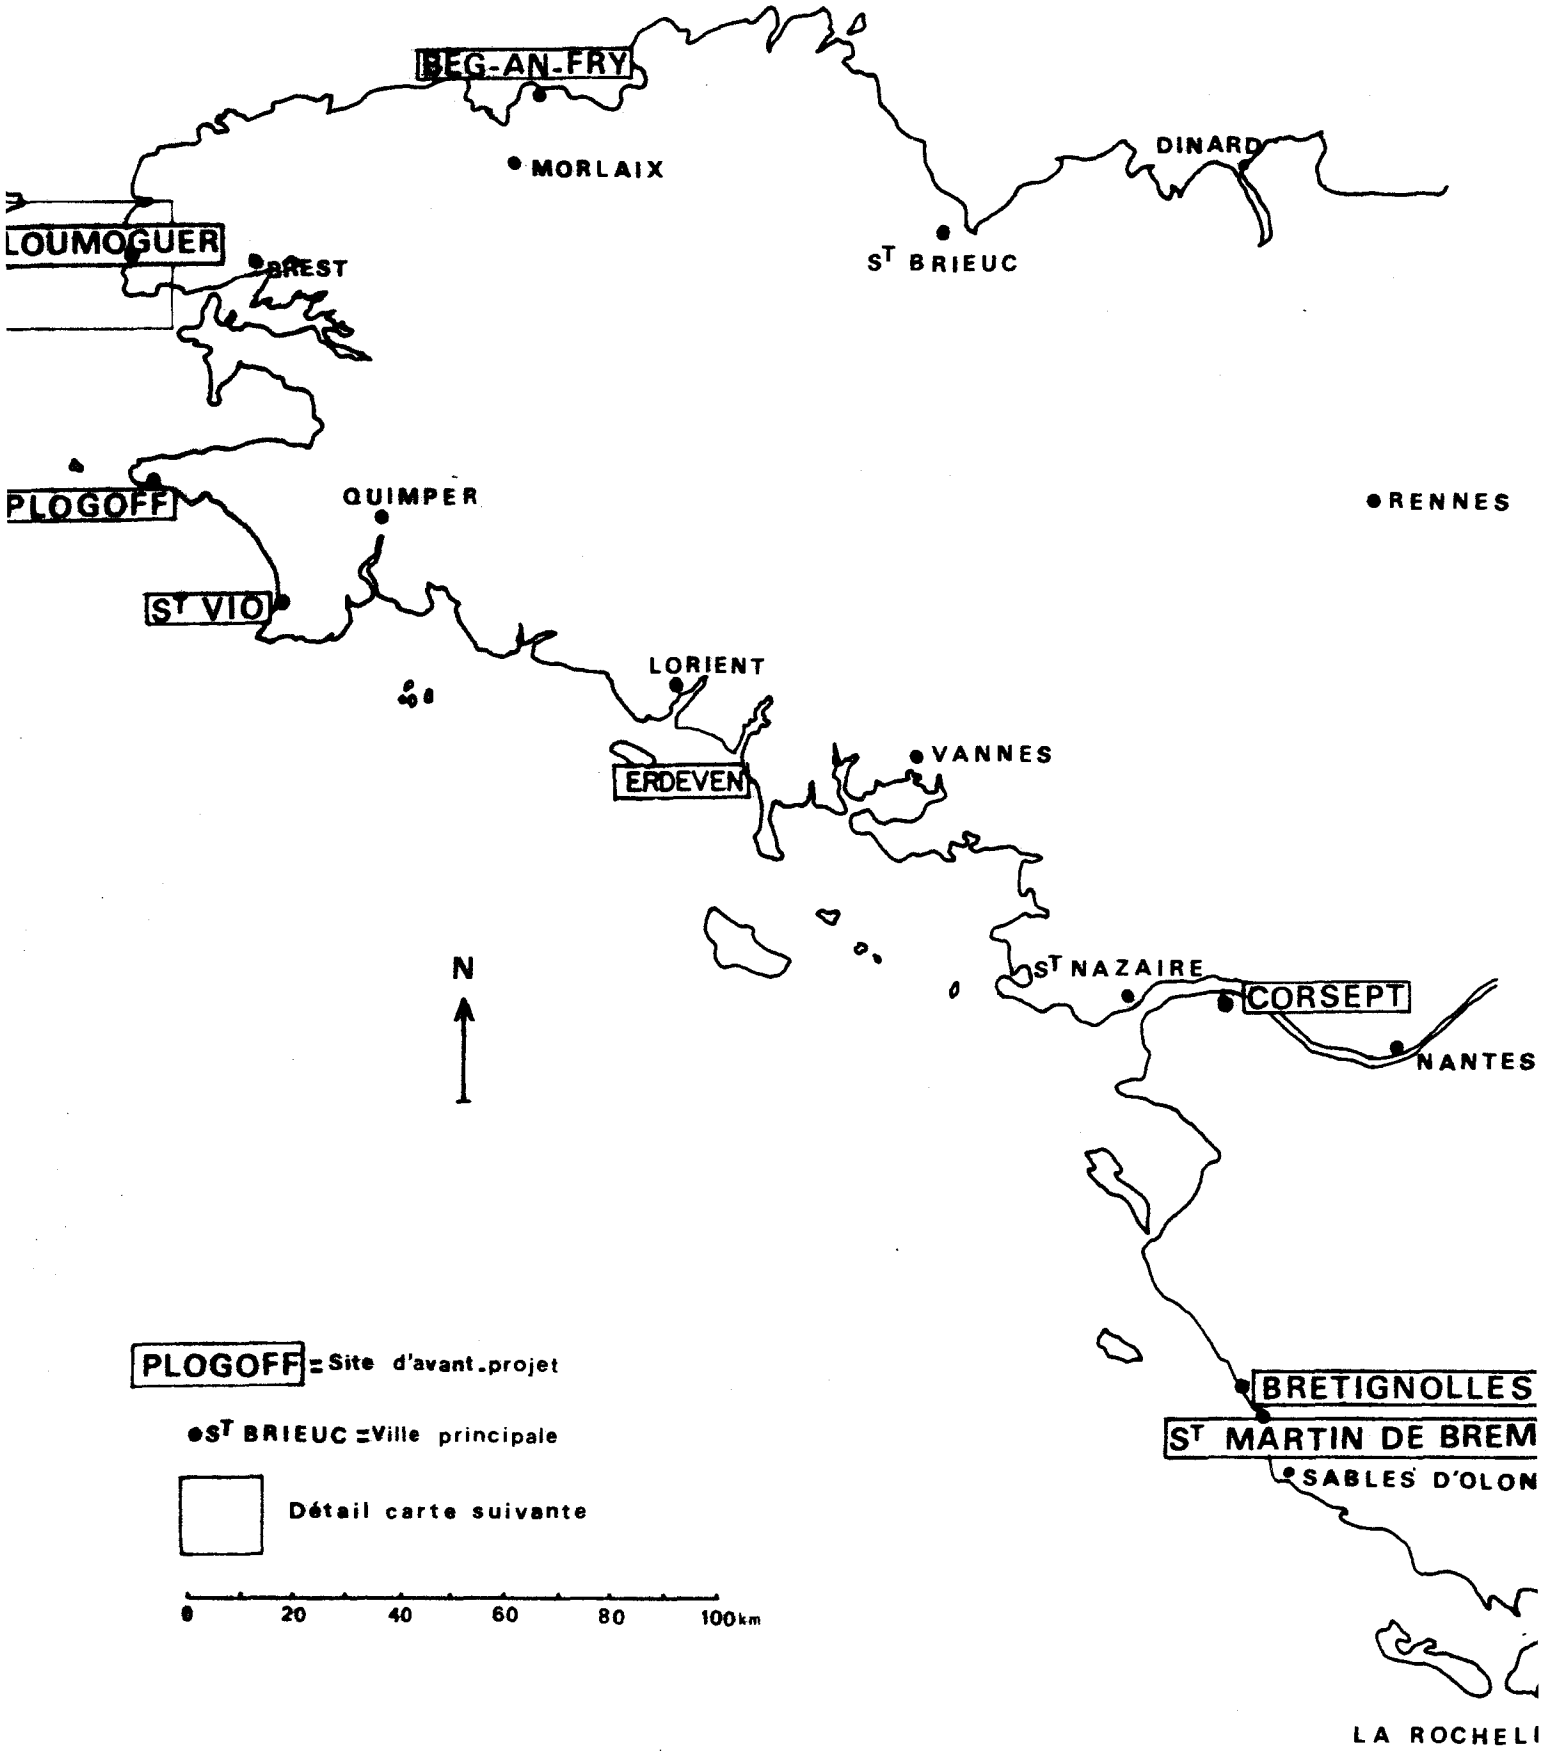 BEG-AN-FRY
DINARD
MORLAIX
LOUMOGUER
BREST
ST BRIEUC
QUIMPER
RENNES
PLOGOFF
ST VIO
LORIENT
VANNES
ERDEVEN
N
ST NAZAIRE
CORSEPT
NANTES
PLOGOFF = Site d'avant-projet
BRETIGNOLLES
ST BRIEUC = Ville principale
ST MARTIN DE BREM
SABLES D'OLON
Détail carte suivante
0 20 40 60 80 100km
LA ROCHEL